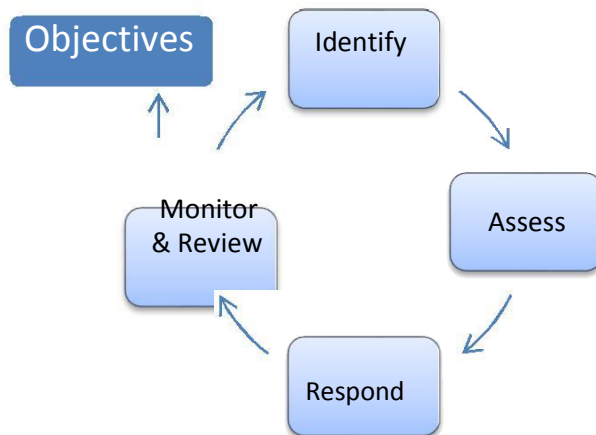 Objectives
Identify
Assess
Respond
Monitor
& Review